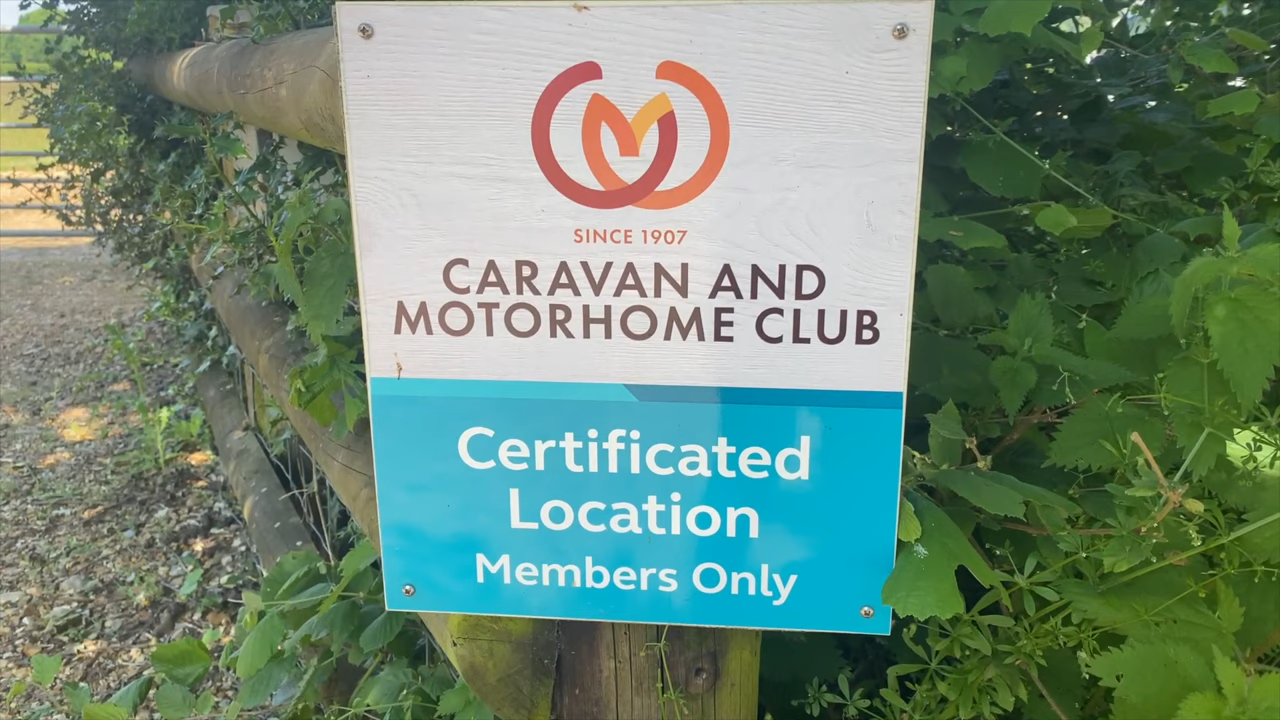 SINCE 1907
CARAVAN AND
MOTORHOME CLUB
Certificated
Location
Members Only